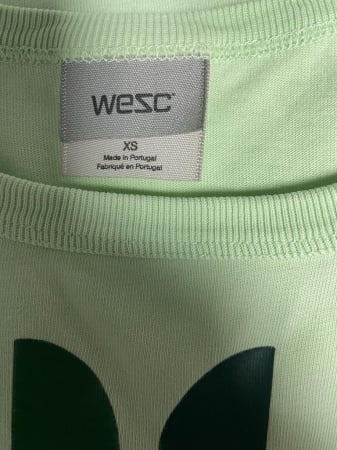 wesc
XS
Made in Portugal
Fabriqué en Portugal